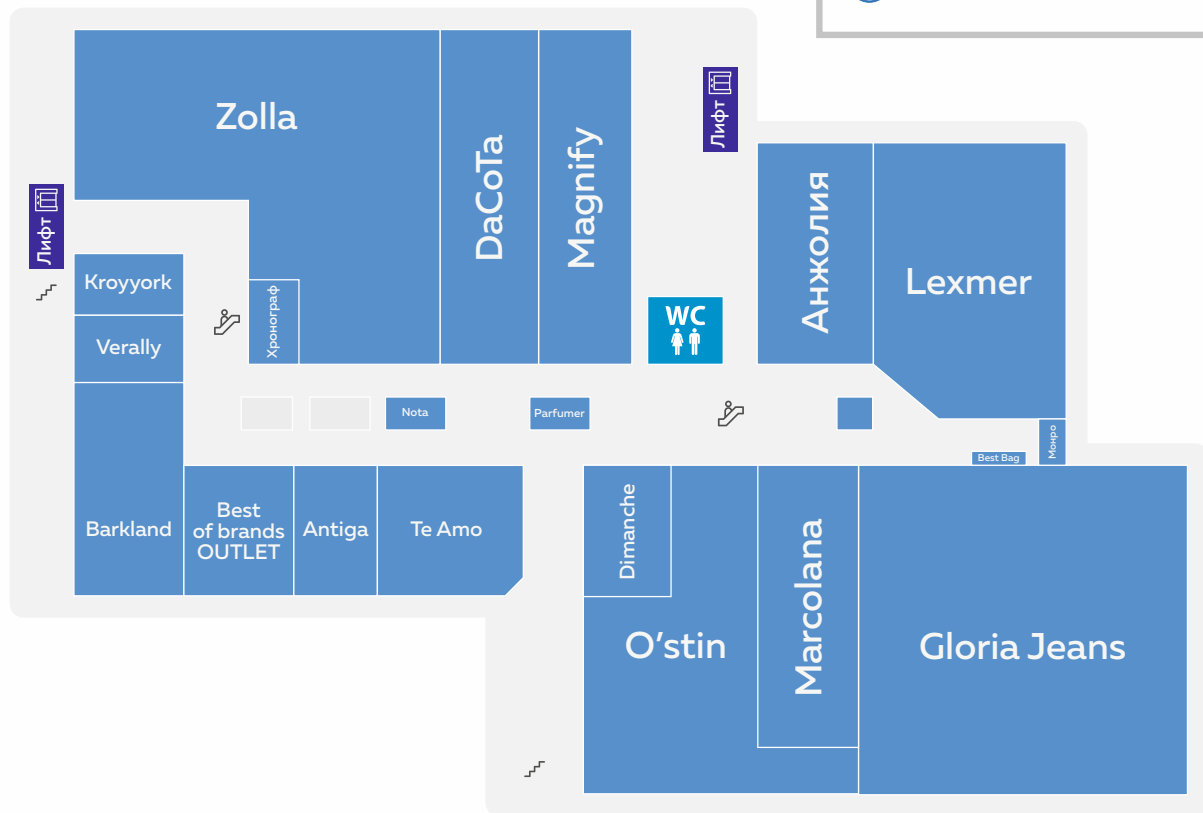 Zolla
DaCoTa
Magnify
Лифт
Лифт
Анжолия
Lexmer
Kroyyork
Verally
Хронограф
WC
Nota
Parfumer
Монро
Best Bag
Barkland
Best
of brands
OUTLET
Antiga
Te Amo
Dimanche
O'stin
Marcolana
Gloria Jeans